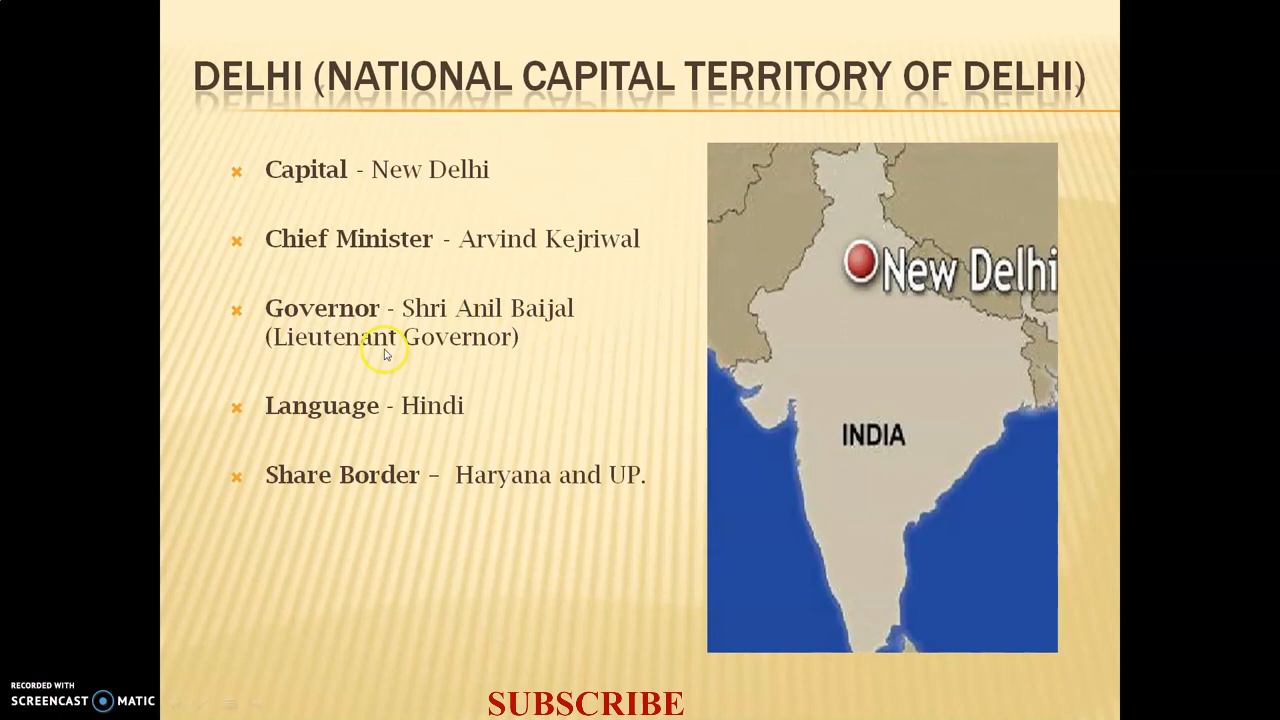 DELHI (NATIONAL CAPITAL TERRITORY OF DELHI)
Capital - New Delhi
Chief Minister - Arvind Kejriwal
Governor - Shri Anil Baijal
(Lieutenant Governor)
Language - Hindi
Share Border – Haryana and UP.
New Delhi
INDIA
RECORDED WITH
SCREENCAST MATIC
SUBSCRIBE